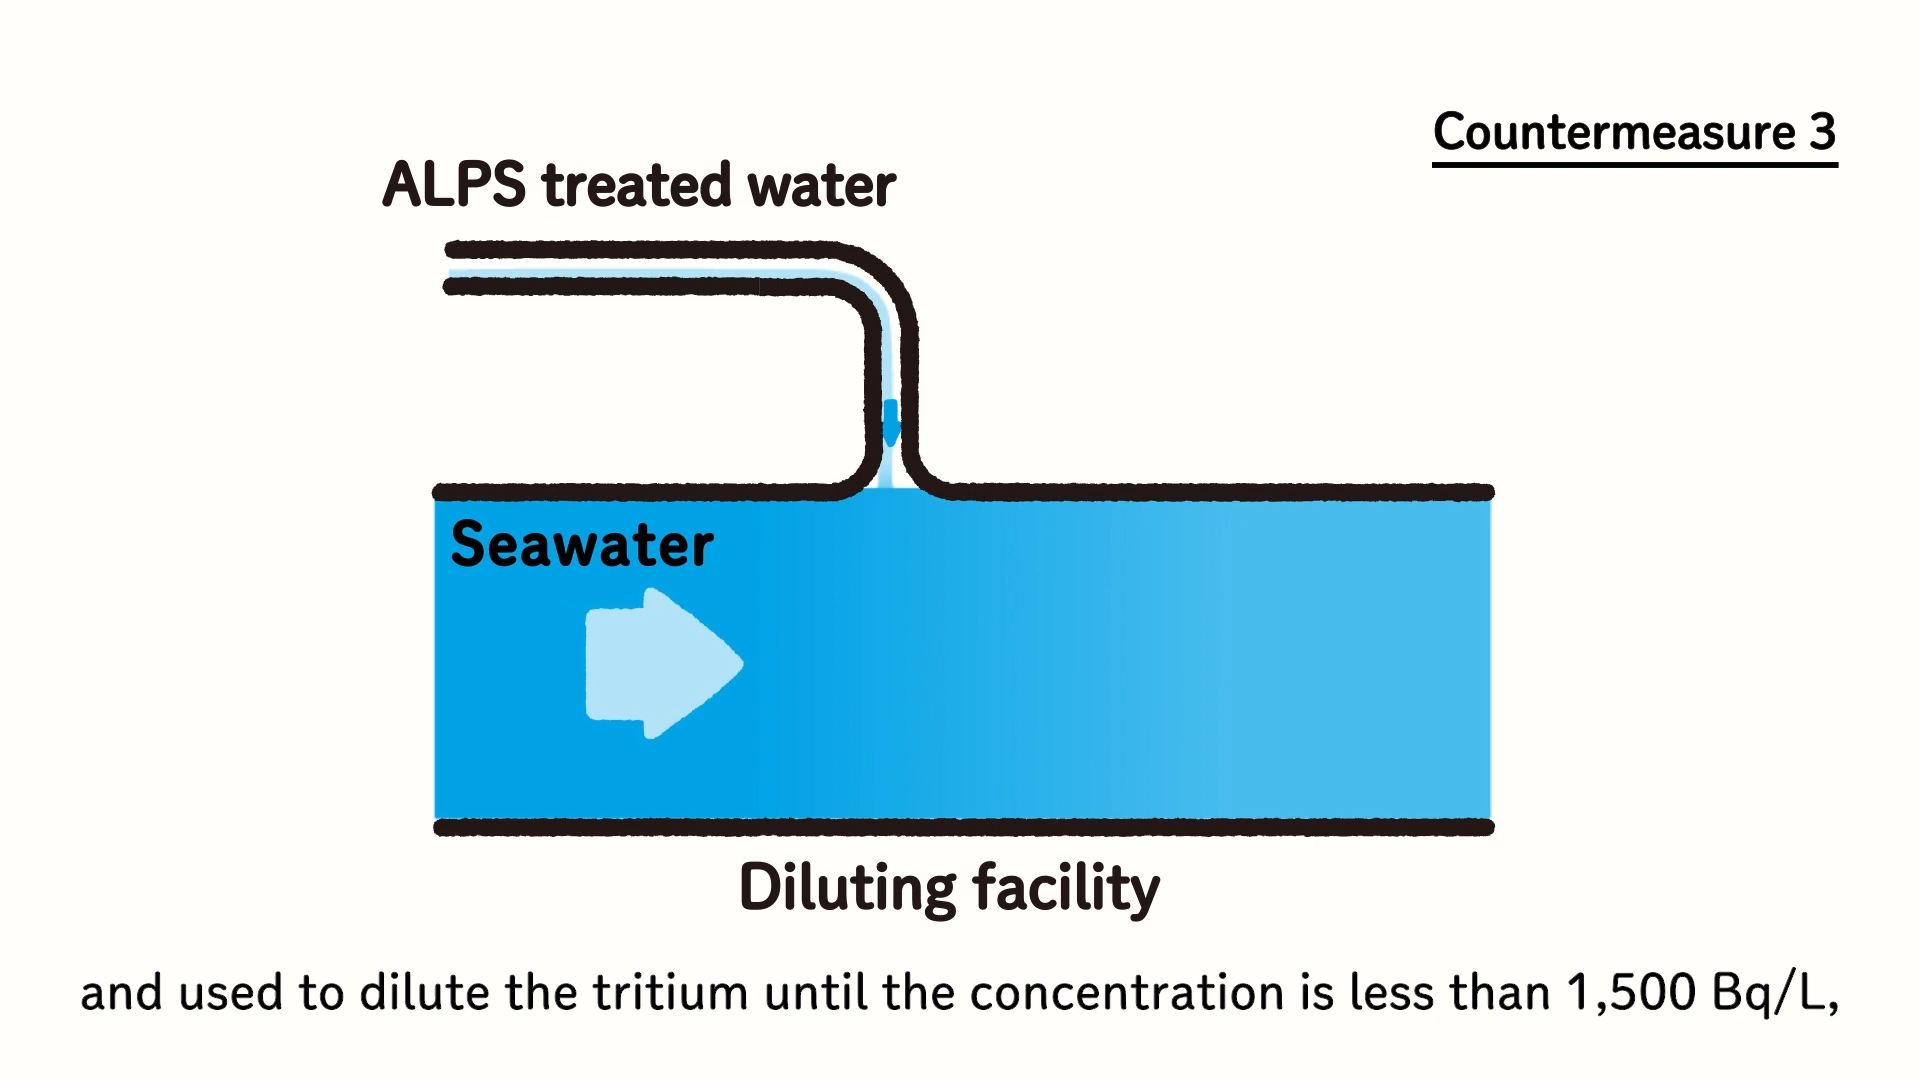 Countermeasure 3
ALPS treated water
Seawater
Diluting facility
and used to dilute the tritium until the concentration is less than 1,500 Bq/L,